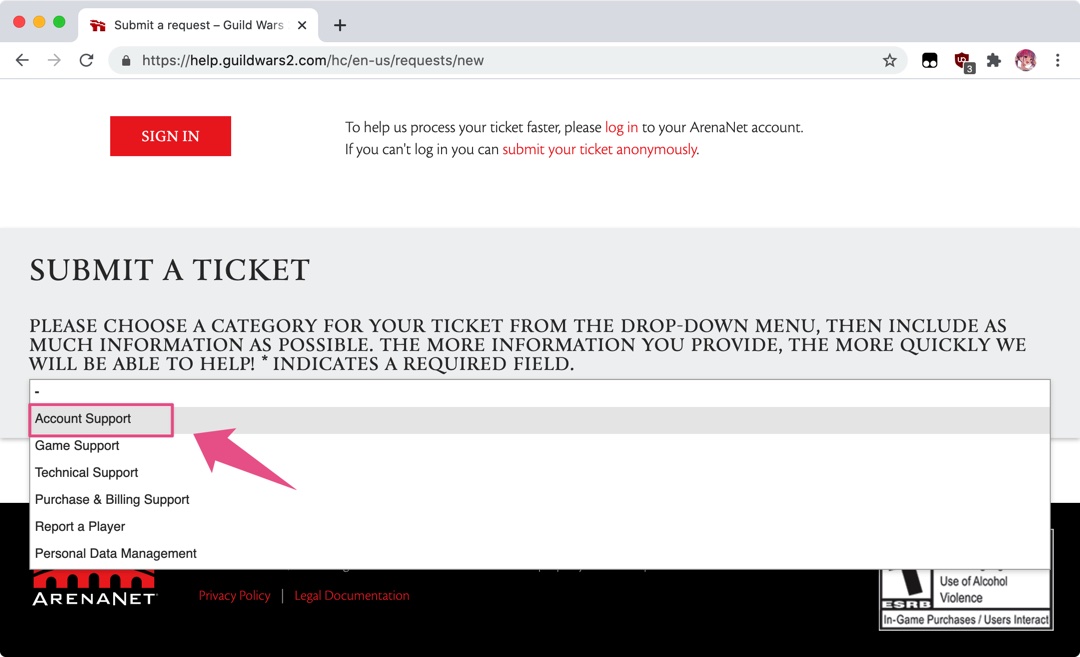 Submit a request – Guild Wars
https://help.guildwars2.com/hc/en-us/requests/new
3
SIGN IN
To help us process your ticket faster, please log in to your ArenaNet account.
If you can't log in you can submit your ticket anonymously.
SUBMIT A TICKET
PLEASE CHOOSE A CATEGORY FOR YOUR TICKET FROM THE DROP-DOWN MENU, THEN INCLUDE AS
MUCH INFORMATION AS POSSIBLE. THE MORE INFORMATION YOU PROVIDE, THE MORE QUICKLY WE
WILL BE ABLE TO HELP! * INDICATES A REQUIRED FIELD.
-
Account Support
Game Support
Technical Support
Purchase & Billing Support
Report a Player
Personal Data Management
ARENANET
Privacy Policy | Legal Documentation
Use of Alcohol
Violence
ESRB
In-Game Purchases / Users Interact